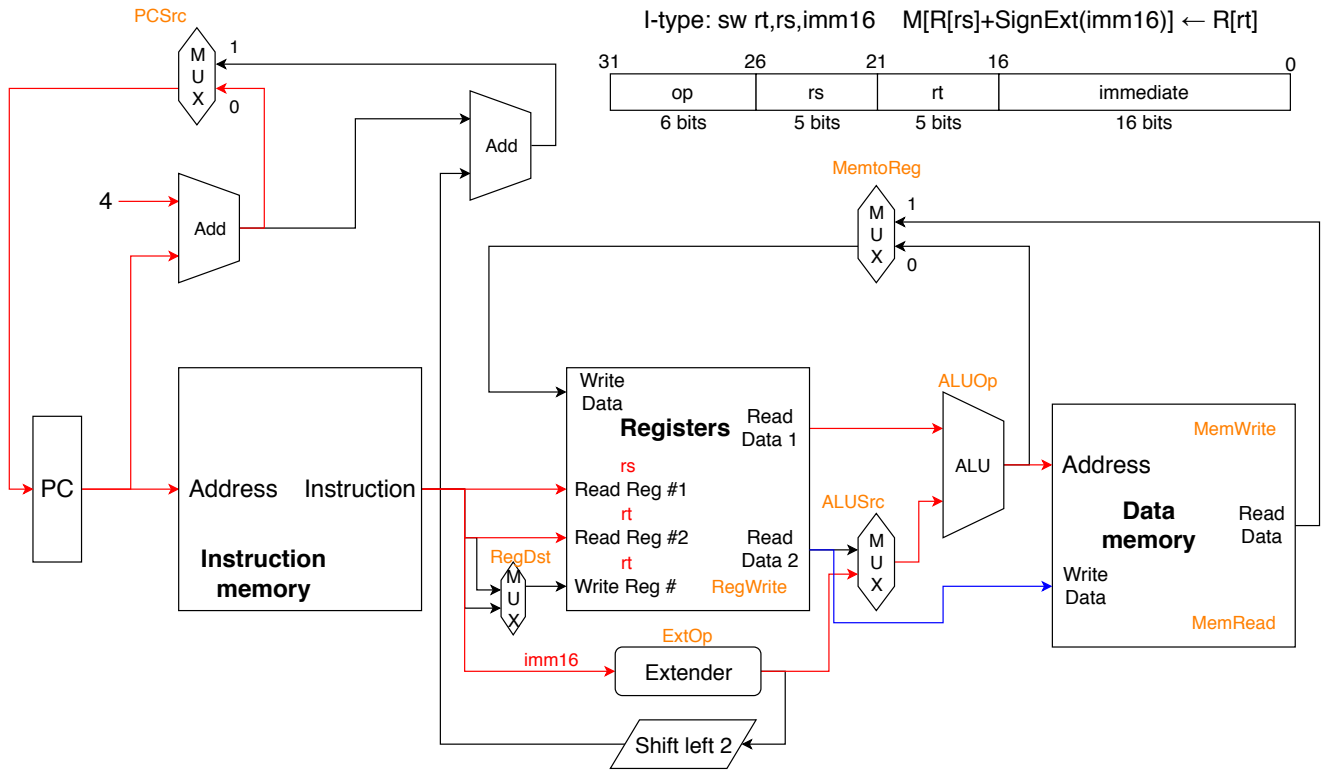 PCSrc
I-type: sw rt,rs,imm16 M[R[rs]+SignExt(imm16)] ← R[rt]
31 26 21 16 0
op rs rt immediate
6 bits 5 bits 5 bits 16 bits
M
U
X
1
0
4
Add
Add
MemtoReg
M
U
X
1
0
PC
Address
Instruction
Instruction
memory
RegDst
M
U
X
Write
Data
Registers
Read
Data 1
rs
Read Reg #1
rt
Read Reg #2
rt
Write Reg #
Read
Data 2
RegWrite
ALUOp
ALU
ALUSrc
M
U
X
MemWrite
Address
Data
memory
Read
Data
Write
Data
MemRead
imm16
ExtOp
Extender
Shift left 2